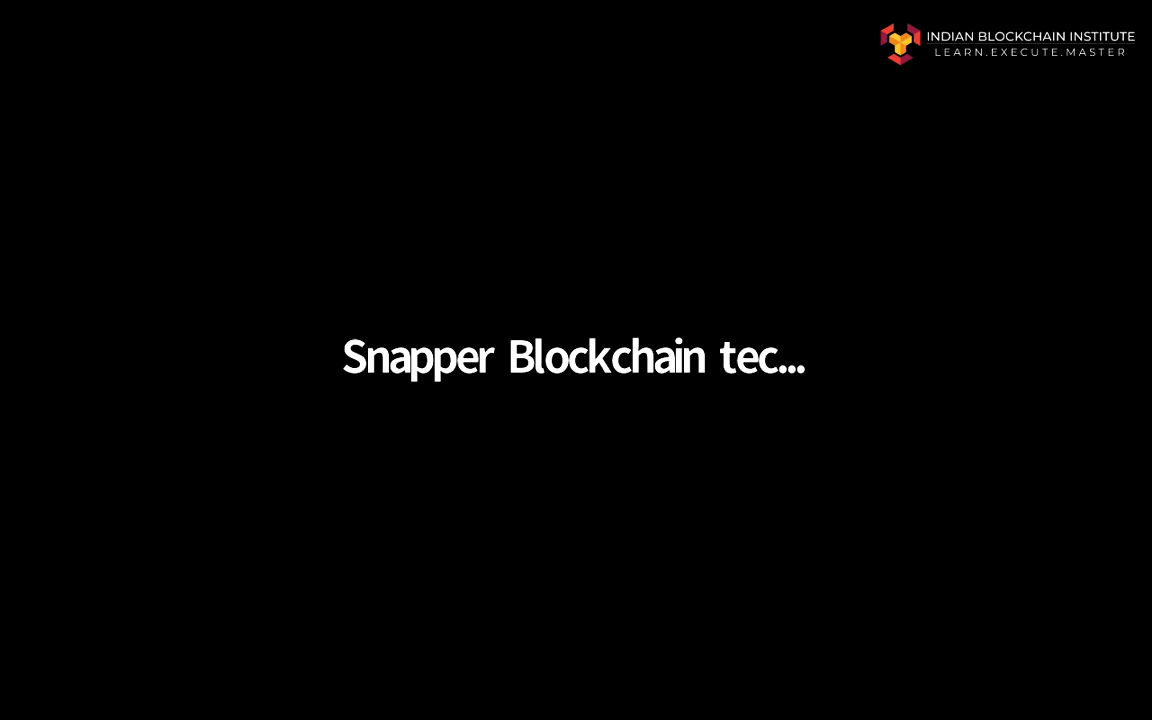 INDIAN BLOCKCHAIN INSTITUTE
LEARN.EXECUTE.MASTER
Snapper Blockchain tec...